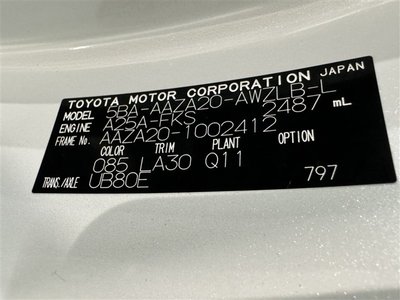 TOYOTA MOTOR CORPORATION JAPAN
MODEL 5BA-AAZA20-AWZLB-L
ENGINE A25A-FKS 2487 mL
FRAME No. AAZA20-1002412
COLOR TRIM PLANT OPTION
085 LA30 Q11
TRANS./AXLE UB80E 797